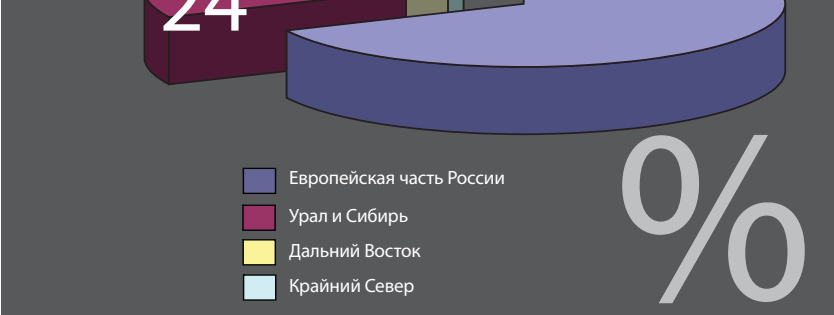 24
Европейская часть России
Урал и Сибирь
Дальний Восток
Крайний Север
%